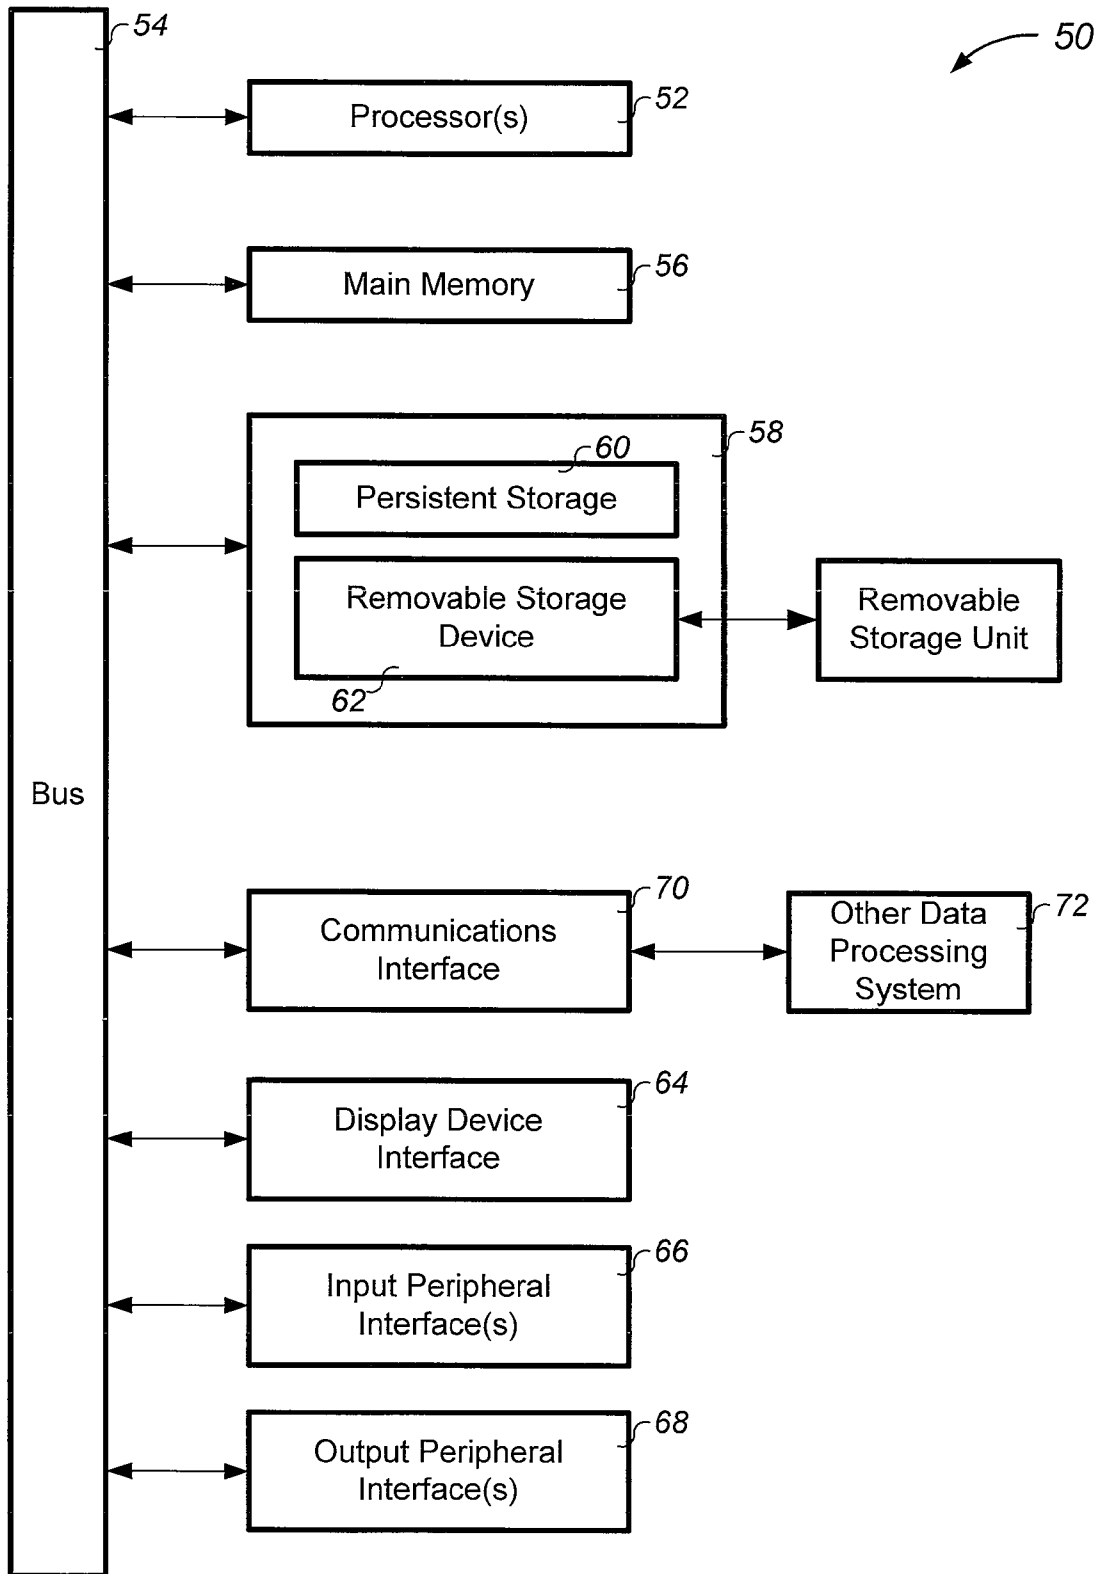 54
50
52
Processor(s)
56
Main Memory
58
60
Persistent Storage
Removable Storage
Device
62
Removable
Storage Unit
Bus
70
Communications
Interface
72
Other Data
Processing
System
64
Display Device
Interface
66
Input Peripheral
Interface(s)
68
Output Peripheral
Interface(s)